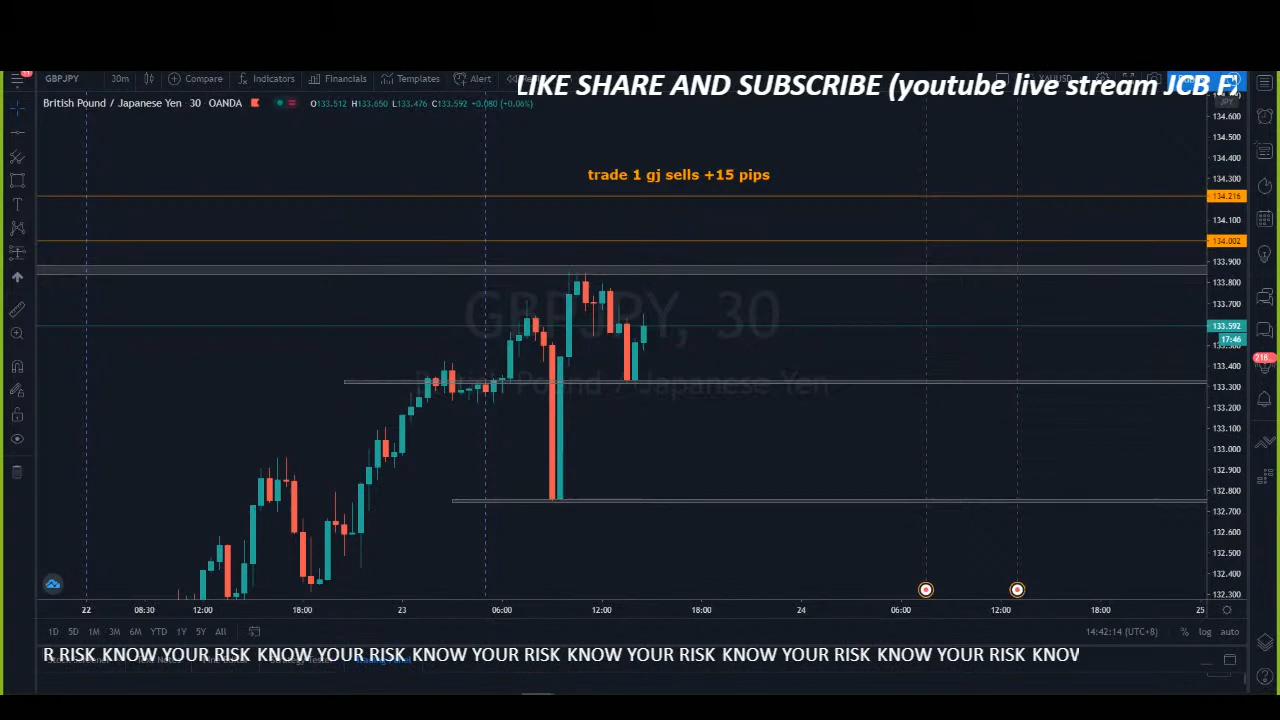 LIKE SHARE AND SUBSCRIBE (youtube live stream JCB F
GBPJPY 30m Compare Indicators Financials Templates Alert XAUUSD
British Pound / Japanese Yen 30 OANDA O133.512 H133.650 L133.476 C133.592 +0.080 (+0.06%)
JPY
134.600
134.500
134.400
134.300
134.216
134.100
134.002
133.900
133.800
133.700
133.592
17:46
133.400
133.300
133.200
133.100
133.000
132.900
132.800
132.700
132.600
132.500
132.400
132.300
trade 1 gj sells +15 pips
GBPJPY, 30
British Pound / Japanese Yen
218
22 08:30 12:00 18:00 23 06:00 12:00 18:00 24 06:00 12:00 18:00 25
1D 5D 1M 3M 6M YTD 1Y 5Y All 14:42:14 (UTC+8) % log auto
R RISK KNOW YOUR RISK KNOW YOUR RISK KNOW YOUR RISK KNOW YOUR RISK KNOW YOUR RISK KNOW YOUR RISK KNOW